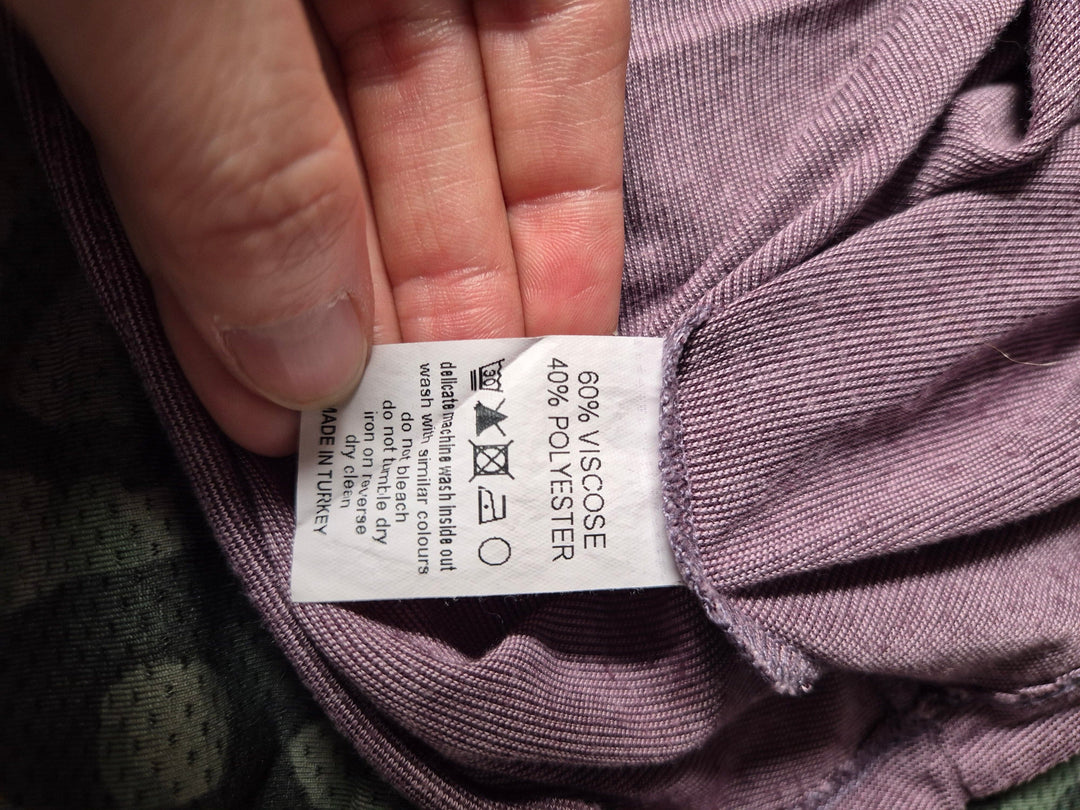 60% VISCOSE
40% POLYESTER
30°
delicate machine wash inside out
wash with similar colours
do not bleach
do not tumble dry
iron on reverse
dry clean
MADE IN TURKEY